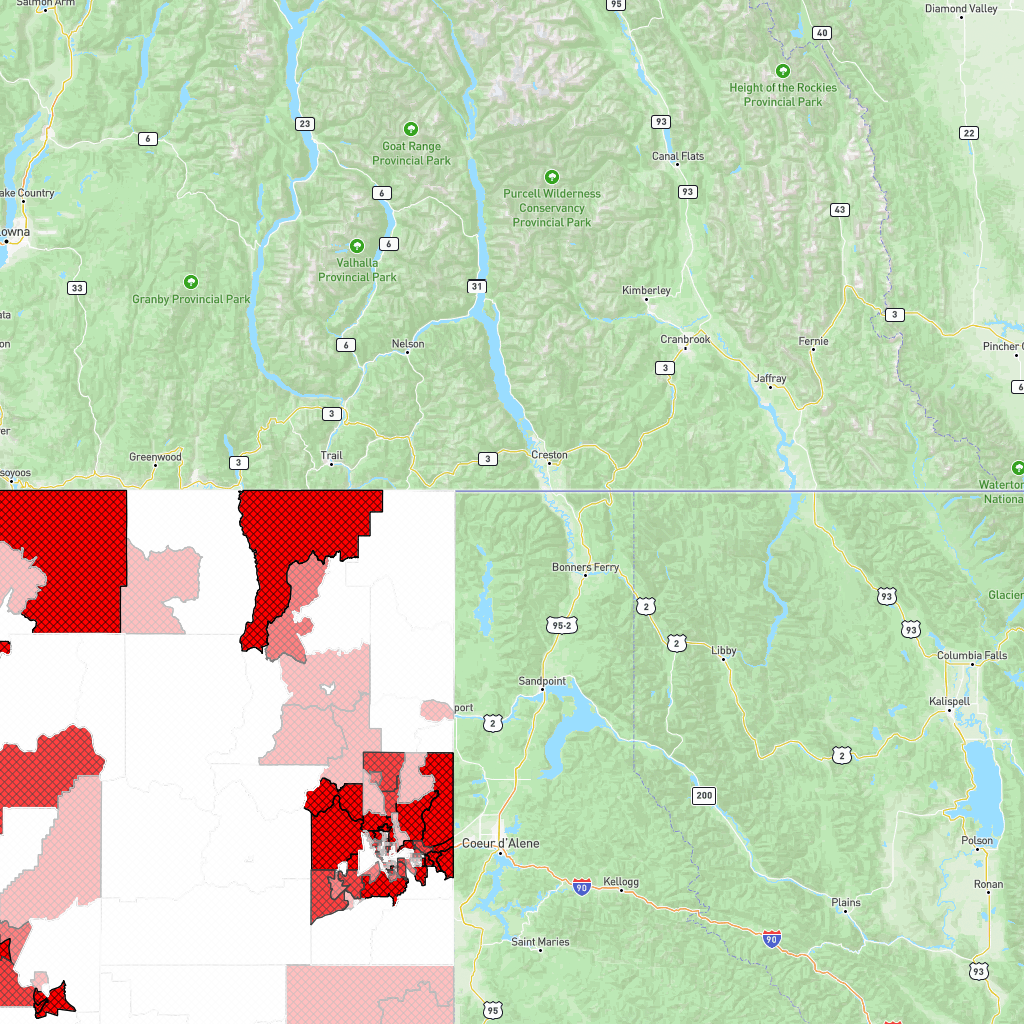 Salmon Arm
95
Diamond Valley
40
Height of the Rockies
Provincial Park
23
93
22
6
Goat Range
Provincial Park
Canal Flats
Purcell Wilderness
Conservancy
Provincial Park
6
93
ake Country
43
owna
6
Valhalla
Provincial Park
33
Granby Provincial Park
31
Kimberley
3
6
Nelson
Cranbrook
Fernie
Pincher C
3
Jaffray
6
3
Greenwood
3
Trail
3
Creston
soyoos
Waterton
Nationa
Bonners Ferry
2
93
Glacier
95-2
93
2
Libby
Columbia Falls
Sandpoint
Kalispell
port
2
2
200
Coeur d'Alene
Polson
90
Kellogg
Ronan
Plains
Saint Maries
90
93
95